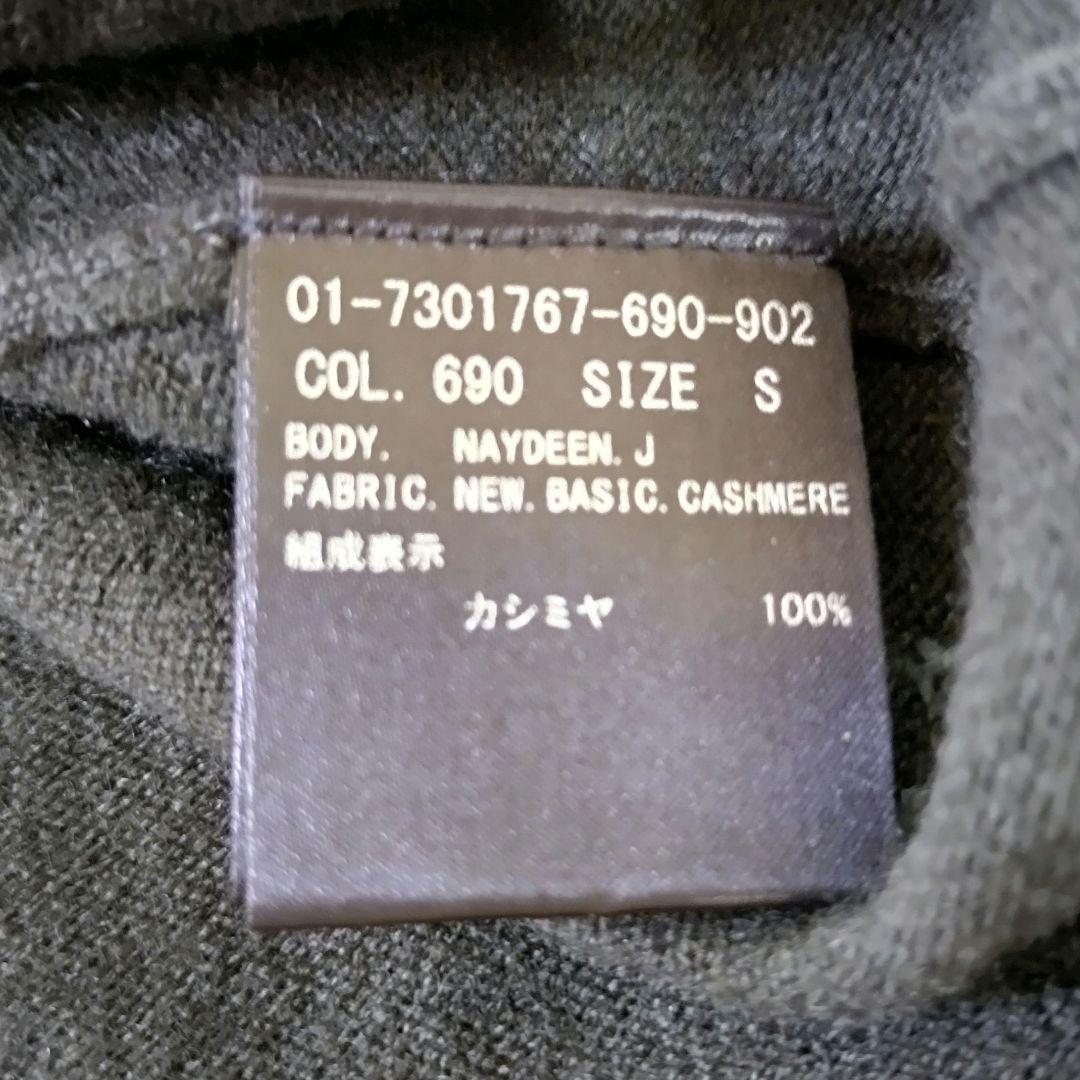 01-7301767-690-902
COL. 690 SIZE S
BODY. NAYDEEN.J
FABRIC. NEW.BASIC.CASHMERE
組成表示
カシミヤ 100%